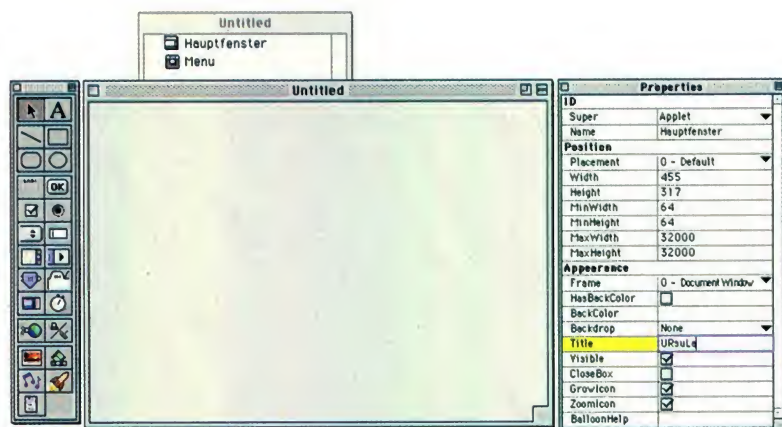 Untitled
Hauptfenster
Menu
Untitled
A
OK
Properties
ID
Super Applet
Name Hauptfenster
Position
Placement 0 - Default
Width 455
Height 317
MinWidth 64
MinHeight 64
MaxWidth 32000
MaxHeight 32000
Appearance
Frame 0 - Document Window
HasBackColor
BackColor
Backdrop None
Title URsuLa
Visible
CloseBox
GrowIcon
ZoomIcon
BalloonHelp